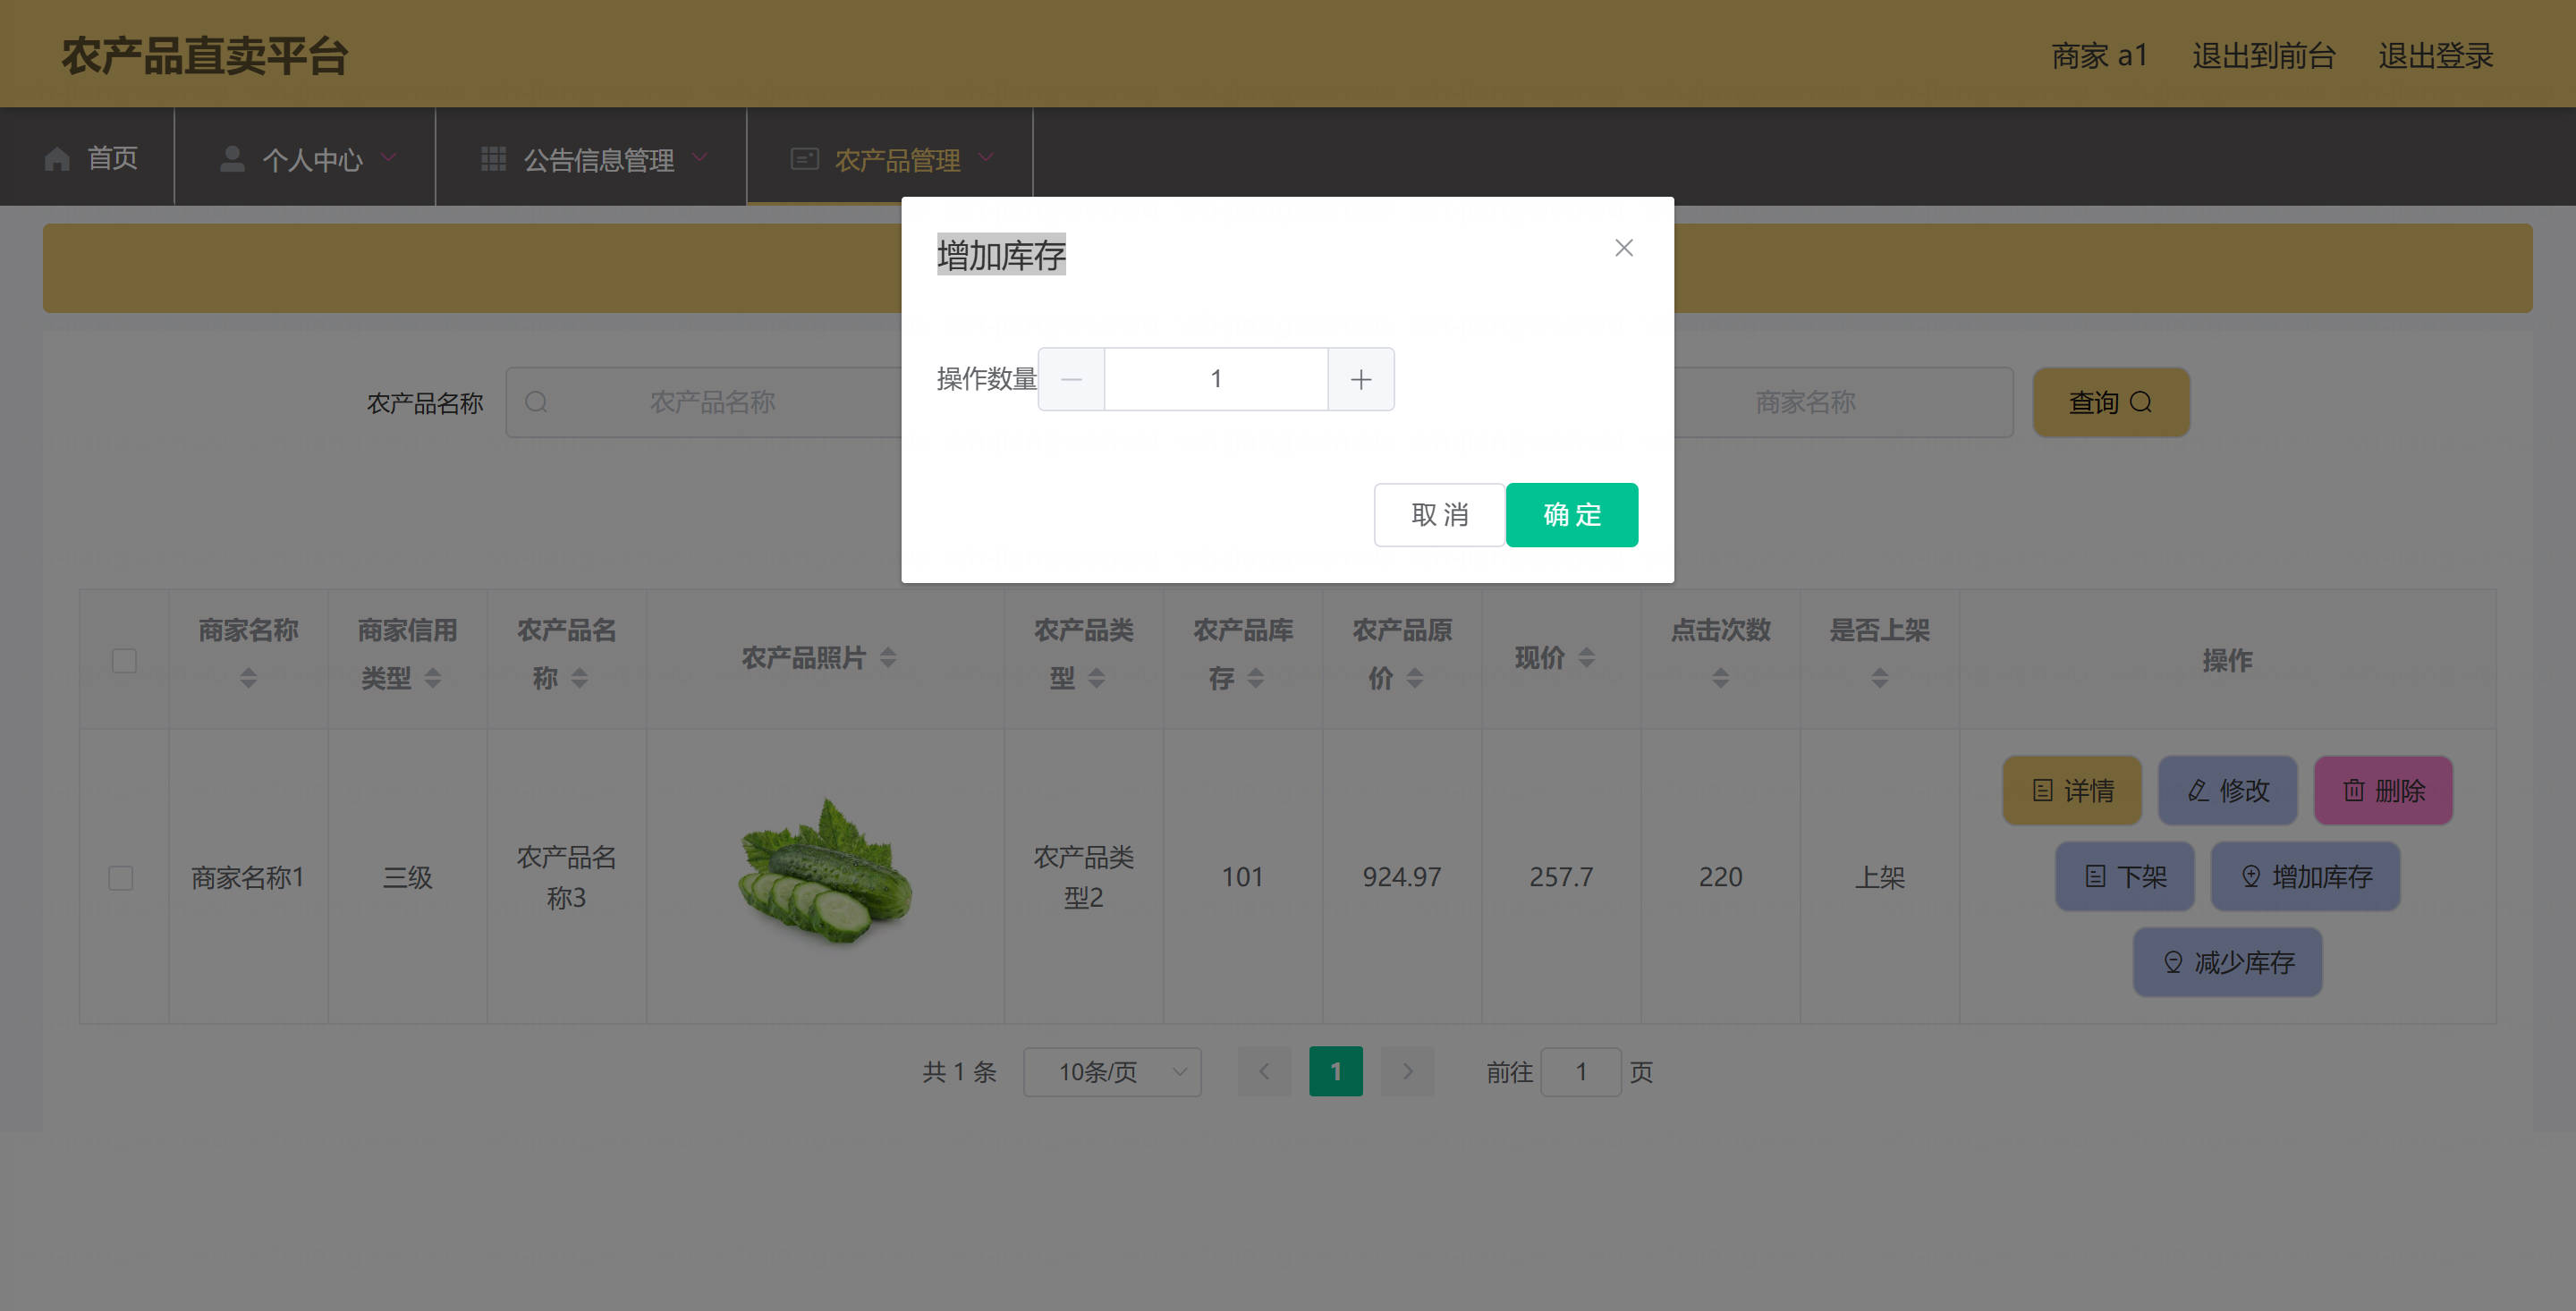 农产品直卖平台
商家 a1 退出到前台 退出登录
首页 个人中心 公告信息管理 农产品管理
增加库存
操作数量 1
取 消 确 定
农产品名称 农产品名称 商家名称 查询
商家名称 商家信用类型 农产品名称 农产品照片 农产品类型 农产品库存 农产品原价 现价 点击次数 是否上架 操作
商家名称1 三级 农产品名称3 农产品类型2 101 924.97 257.7 220 上架
详情 修改 删除
下架 增加库存
减少库存
共 1 条 10条/页 1 前往 1 页